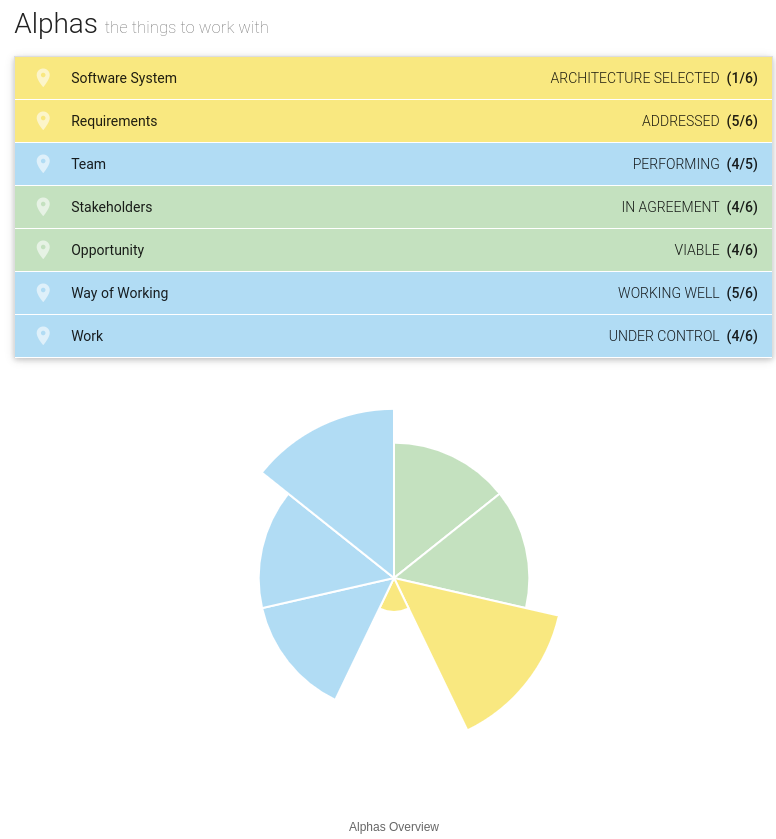 Alphas the things to work with
Software System ARCHITECTURE SELECTED (1/6)
Requirements ADDRESSED (5/6)
Team PERFORMING (4/5)
Stakeholders IN AGREEMENT (4/6)
Opportunity VIABLE (4/6)
Way of Working WORKING WELL (5/6)
Work UNDER CONTROL (4/6)
Alphas Overview